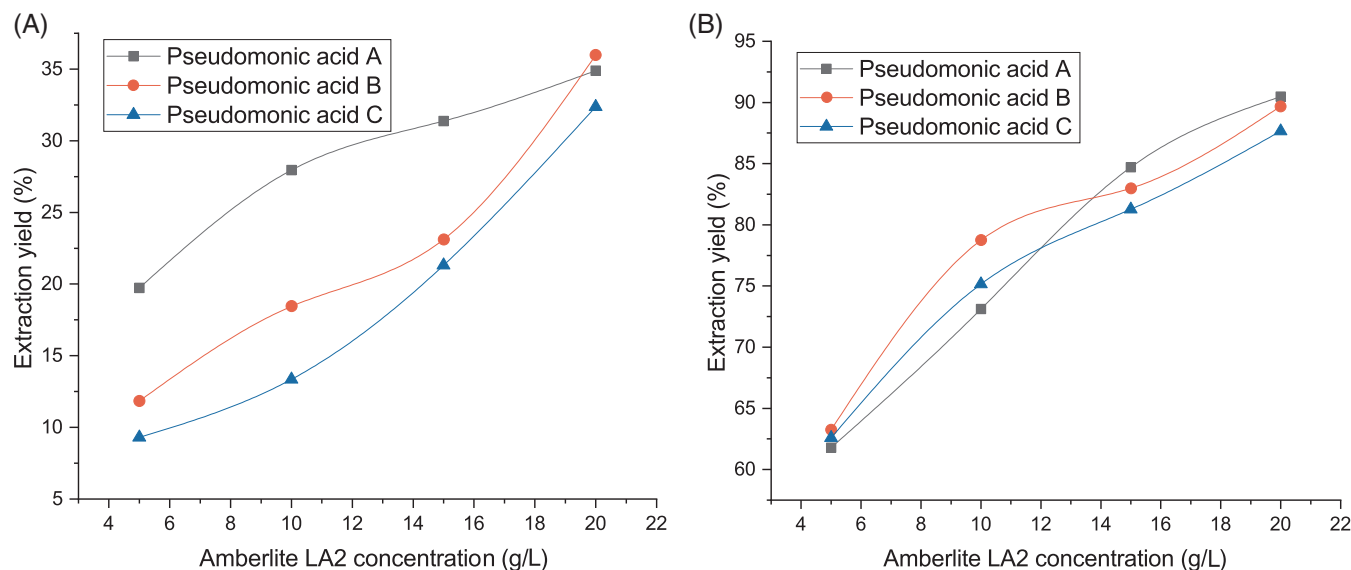 (A)
Pseudomonic acid A
Pseudomonic acid B
Pseudomonic acid C
Extraction yield (%)
35
30
25
20
15
10
5
4 6 8 10 12 14 16 18 20 22
Amberlite LA2 concentration (g/L)
(B)
Pseudomonic acid A
Pseudomonic acid B
Pseudomonic acid C
Extraction yield (%)
95
90
85
80
75
70
65
60
4 6 8 10 12 14 16 18 20 22
Amberlite LA2 concentration (g/L)